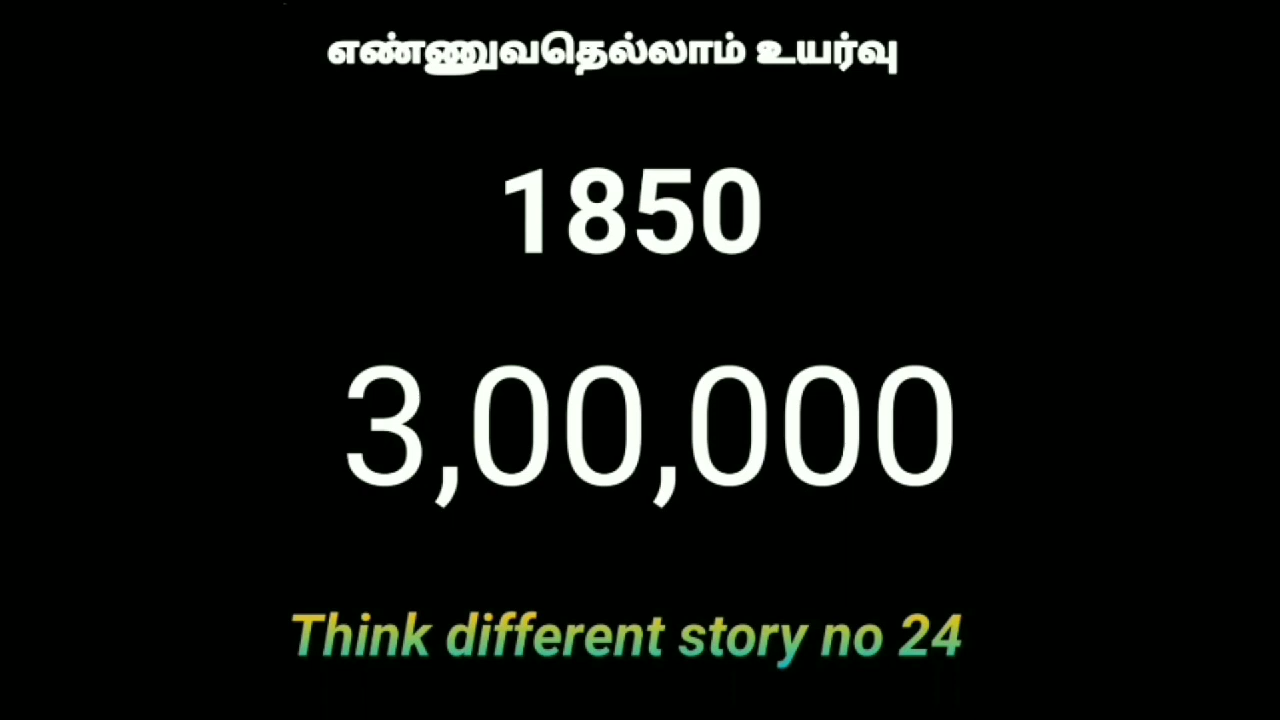 எண்ணுவதெல்லாம் உயர்வு
1850
3,00,000
Think different story no 24